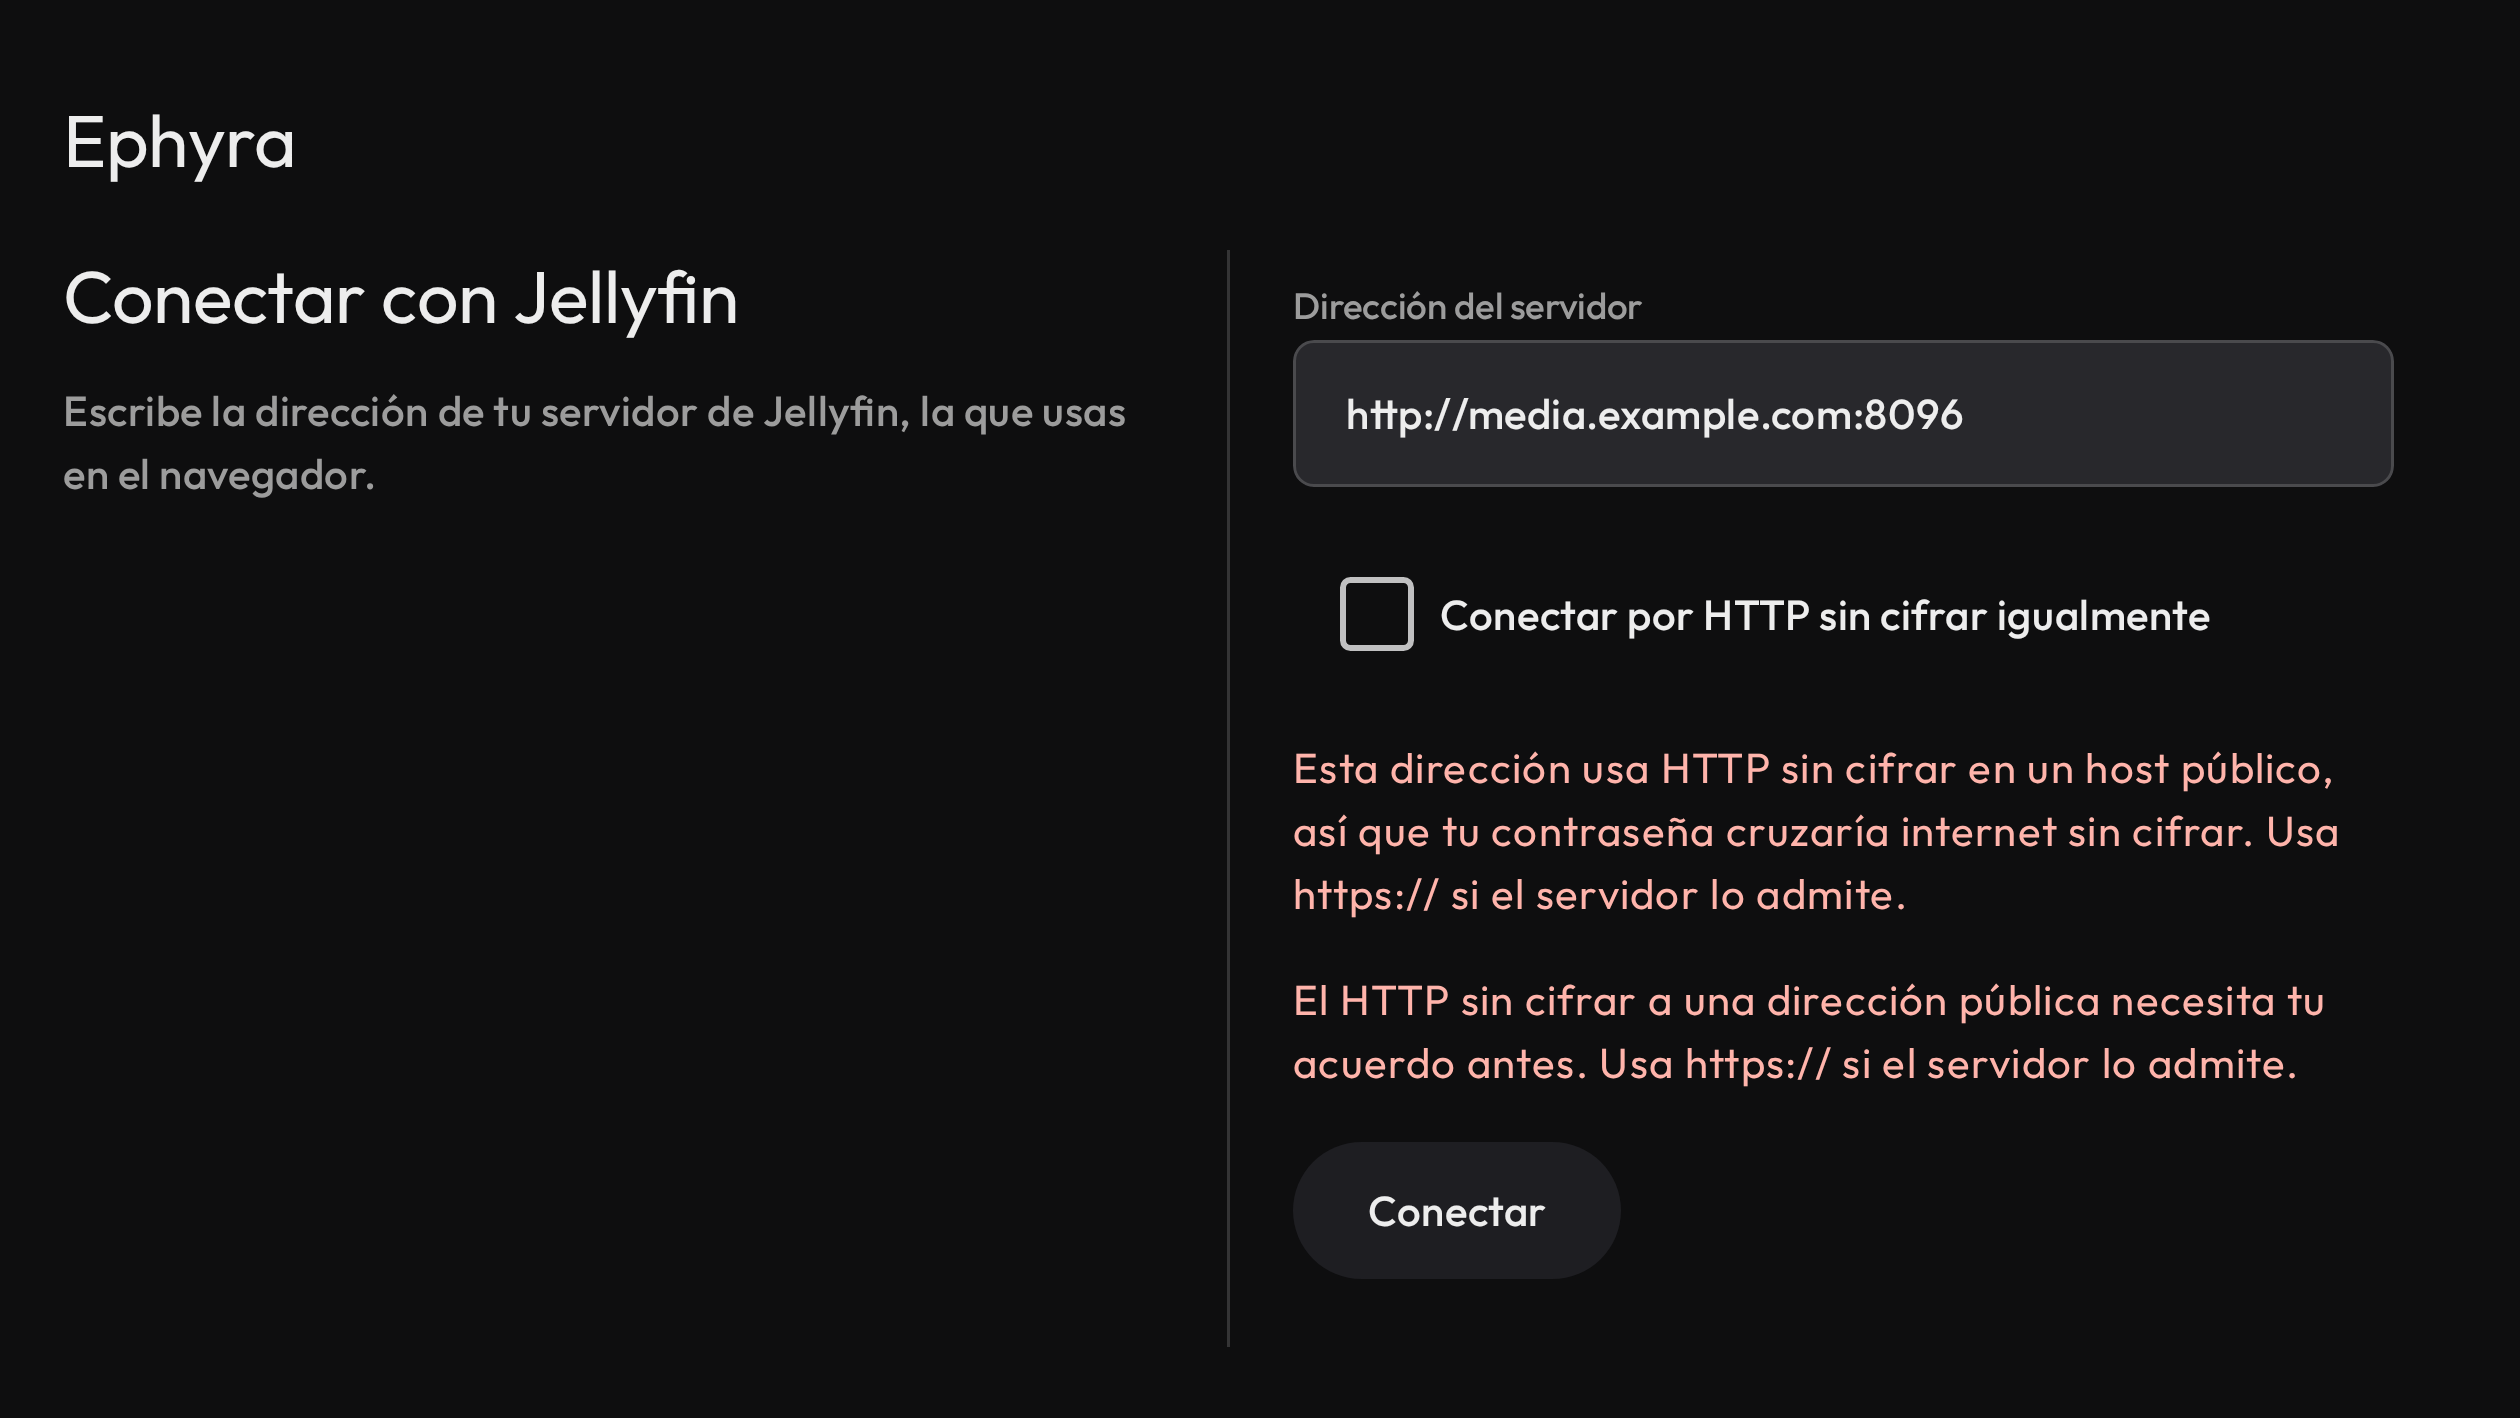 Ephyra
Conectar con Jellyfin
Escribe la dirección de tu servidor de Jellyfin, la que usas
en el navegador.
Dirección del servidor
http://media.example.com:8096
Conectar por HTTP sin cifrar igualmente
Esta dirección usa HTTP sin cifrar en un host público,
así que tu contraseña cruzaría internet sin cifrar. Usa
https:// si el servidor lo admite.
El HTTP sin cifrar a una dirección pública necesita tu
acuerdo antes. Usa https:// si el servidor lo admite.
Conectar